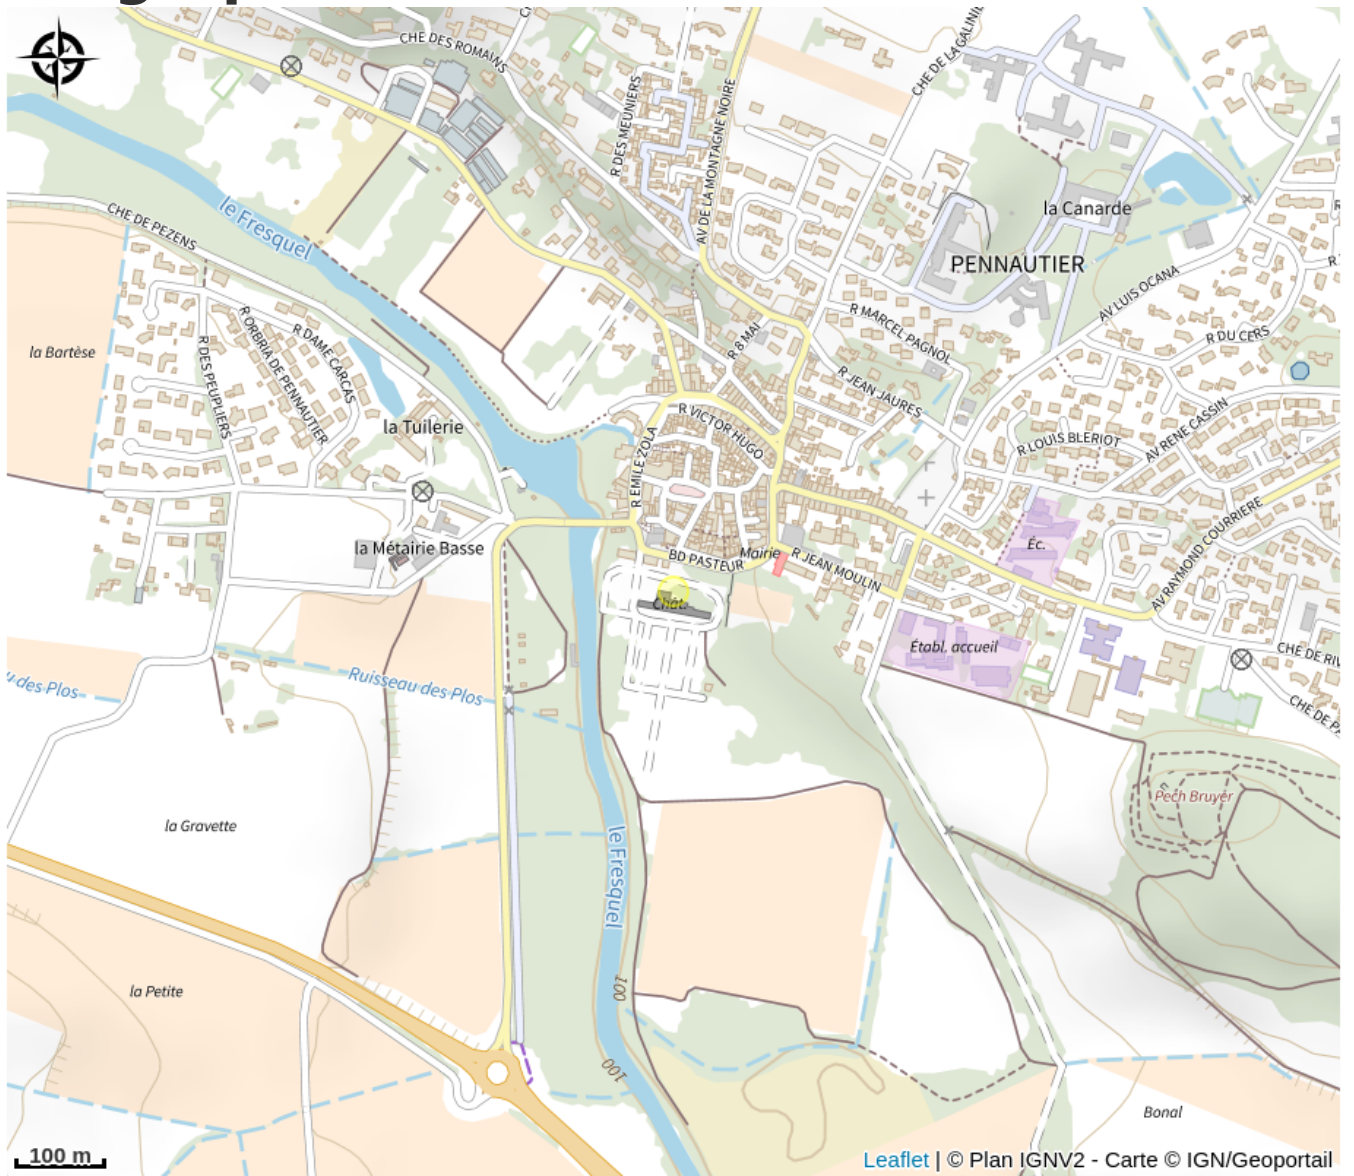 CHE DES ROMAINS
CHE DE LA GALINIE
R DES MEUNIERS
AV DE LA MONTAGNE NOIRE
le Fresquel
CHE DE PEZENS
la Canarde
PENNAUTIER
AV LUIS OCANA
R MARCEL PAGNOL
R DU CERS
R 8 MAI
la Bartèse
R DES PEUPLIERS
R ORBRIA DE PENNAUTIER
R DAME CARCAS
R JEAN JAURES
R VICTOR HUGO
la Tuilerie
R EMILE ZOLA
R LOUIS BLERIOT
AV RENE CASSIN
AV RAYMOND COURRIERE
la Métairie Basse
BD PASTEUR
Mairie
R JEAN MOULIN
Éc.
Chât.
Établ. accueil
CHE DE RIV
CHE DE PA
u des Plos
Ruisseau des Plos
Pech Bruyer
la Gravette
le Fresquel
la Petite
100
100
Bonal
100 m
Leaflet | © Plan IGNV2 - Carte © IGN/Geoportail